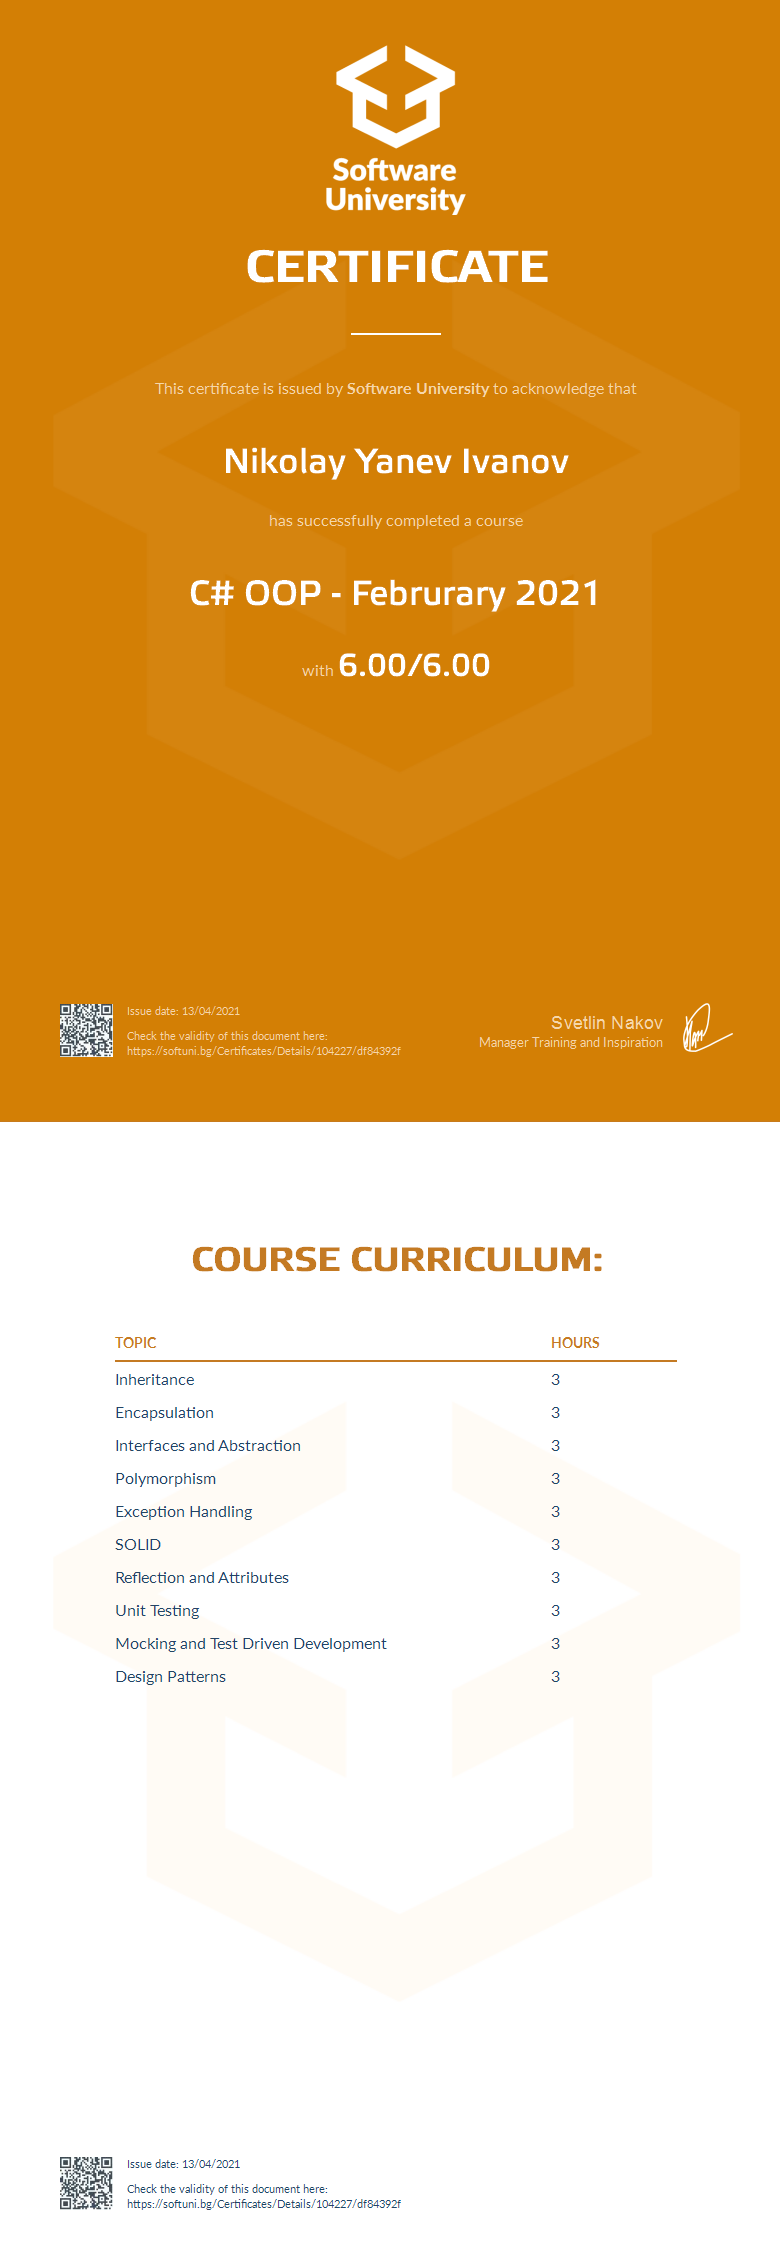 Software
University
CERTIFICATE
This certificate is issued by Software University to acknowledge that
Nikolay Yanev Ivanov
has successfully completed a course
C# OOP - Februrary 2021
with 6.00/6.00
Issue date: 13/04/2021
Check the validity of this document here:
https://softuni.bg/Certificates/Details/104227/df84392f
Svetlin Nakov
Manager Training and Inspiration
COURSE CURRICULUM:
TOPIC HOURS
Inheritance 3
Encapsulation 3
Interfaces and Abstraction 3
Polymorphism 3
Exception Handling 3
SOLID 3
Reflection and Attributes 3
Unit Testing 3
Mocking and Test Driven Development 3
Design Patterns 3
Issue date: 13/04/2021
Check the validity of this document here:
https://softuni.bg/Certificates/Details/104227/df84392f